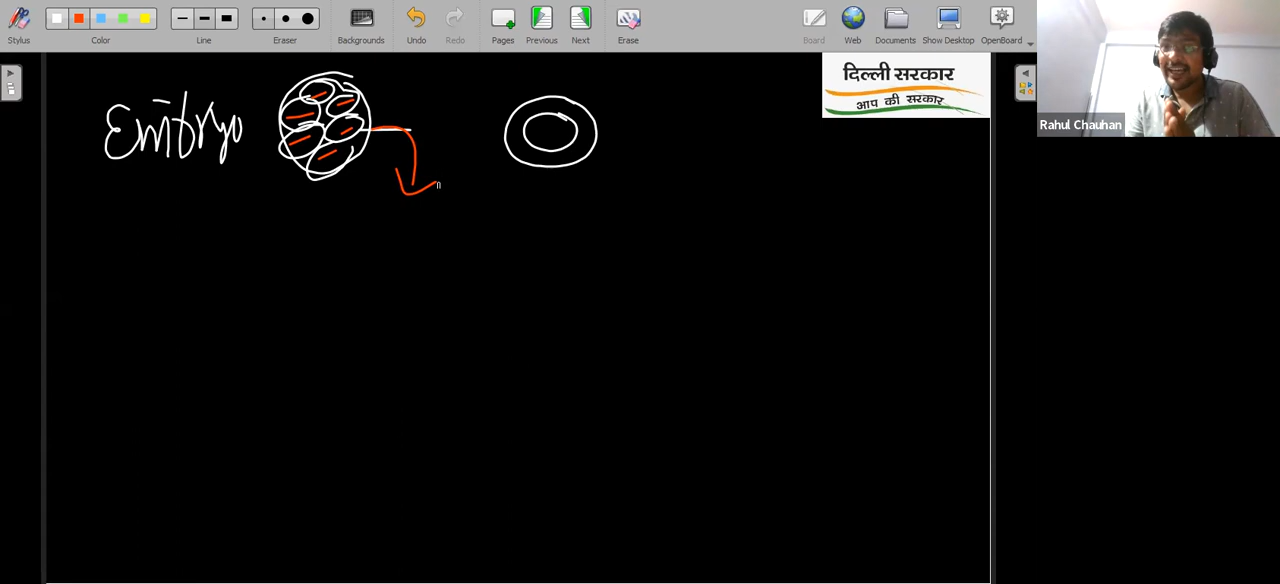 Stylus
Color
Line
Eraser
Backgrounds
Undo
Redo
Pages
Previous
Next
Erase
Board
Web
Documents
Show Desktop
OpenBoard
दिल्ली सरकार
आप की सरकार
Rahul Chauhan
Embryo